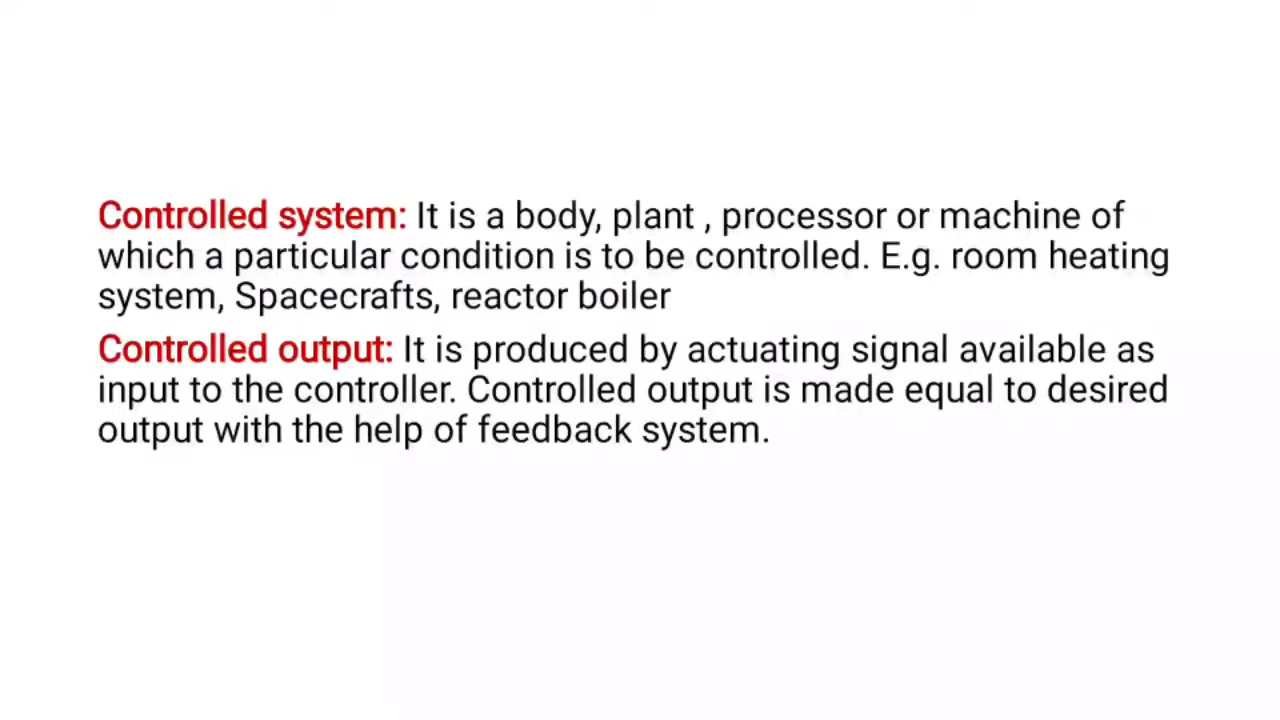 Controlled system: It is a body, plant , processor or machine of
which a particular condition is to be controlled. E.g. room heating
system, Spacecrafts, reactor boiler
Controlled output: It is produced by actuating signal available as
input to the controller. Controlled output is made equal to desired
output with the help of feedback system.